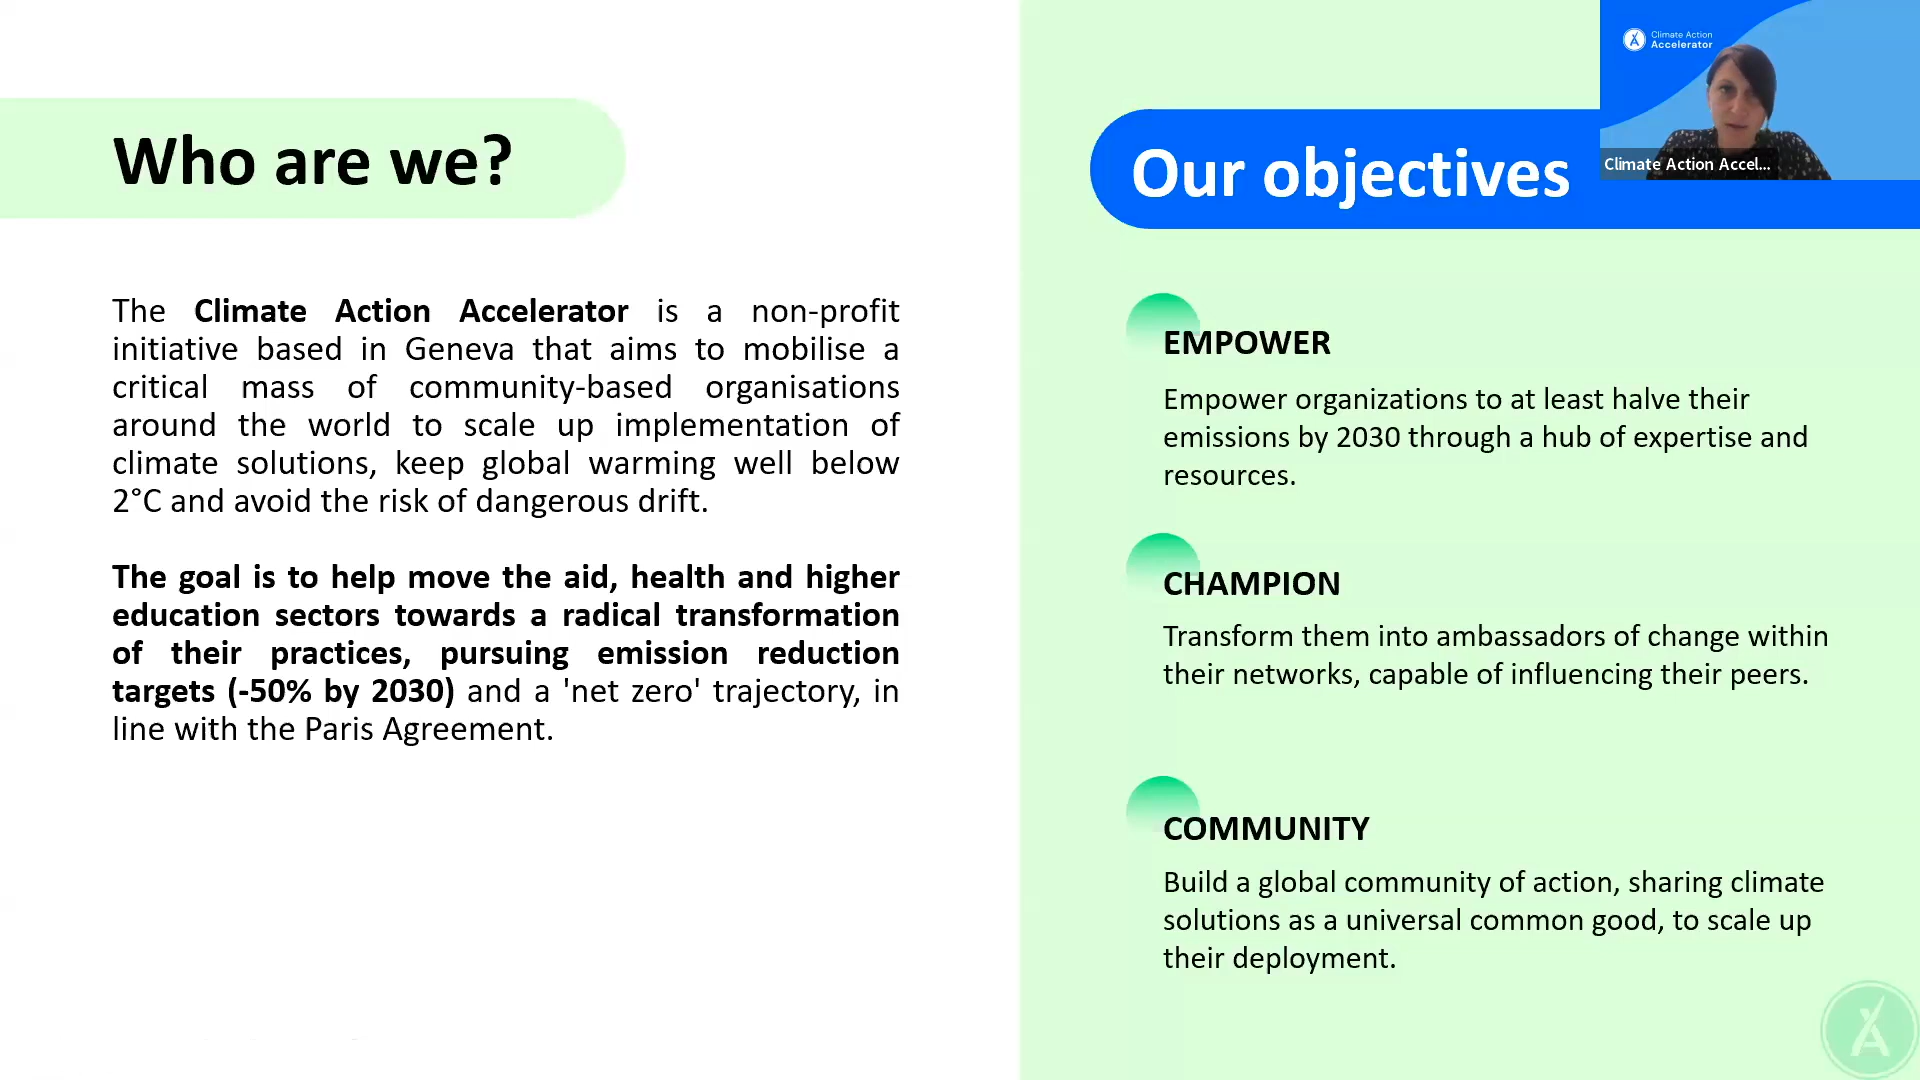 Who are we?
The Climate Action Accelerator is a non-profit
initiative based in Geneva that aims to mobilise a
critical mass of community-based organisations
around the world to scale up implementation of
climate solutions, keep global warming well below
2°C and avoid the risk of dangerous drift.
The goal is to help move the aid, health and higher
education sectors towards a radical transformation
of their practices, pursuing emission reduction
targets (-50% by 2030) and a 'net zero' trajectory, in
line with the Paris Agreement.
Climate Action
Accelerator
Climate Action Accel...
Our objectives
EMPOWER
Empower organizations to at least halve their
emissions by 2030 through a hub of expertise and
resources.
CHAMPION
Transform them into ambassadors of change within
their networks, capable of influencing their peers.
COMMUNITY
Build a global community of action, sharing climate
solutions as a universal common good, to scale up
their deployment.